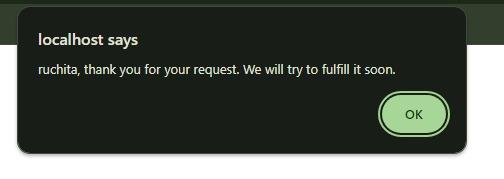 localhost says
ruchita, thank you for your request. We will try to fulfill it soon.
OK